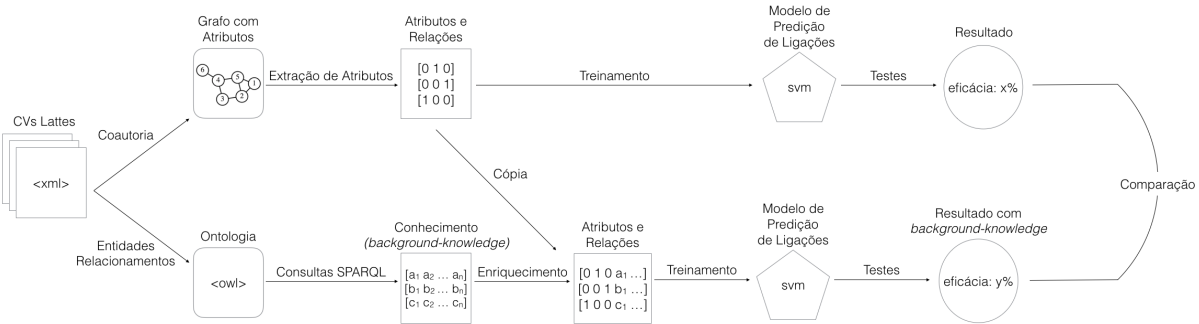 CVs Lattes
<xml>
Coautoria
Grafo com
Atributos
6
4
5
1
3
2
Extração de Atributos
Atributos e
Relações
[0 1 0]
[0 0 1]
[1 0 0]
Treinamento
Modelo de
Predição
de Ligações
svm
Testes
Resultado
eficácia: x%
Comparação
Cópia
Entidades
Relacionamentos
Ontologia
<owl>
Consultas SPARQL
Conhecimento
(background-knowledge)
[a₁ a₂ … aₙ]
[b₁ b₂ … bₙ]
[c₁ c₂ … cₙ]
Enriquecimento
Atributos e
Relações
[0 1 0 a₁ …]
[0 0 1 b₁ …]
[1 0 0 c₁ …]
Treinamento
Modelo de
Predição
de Ligações
svm
Testes
Resultado com
background-knowledge
eficácia: y%